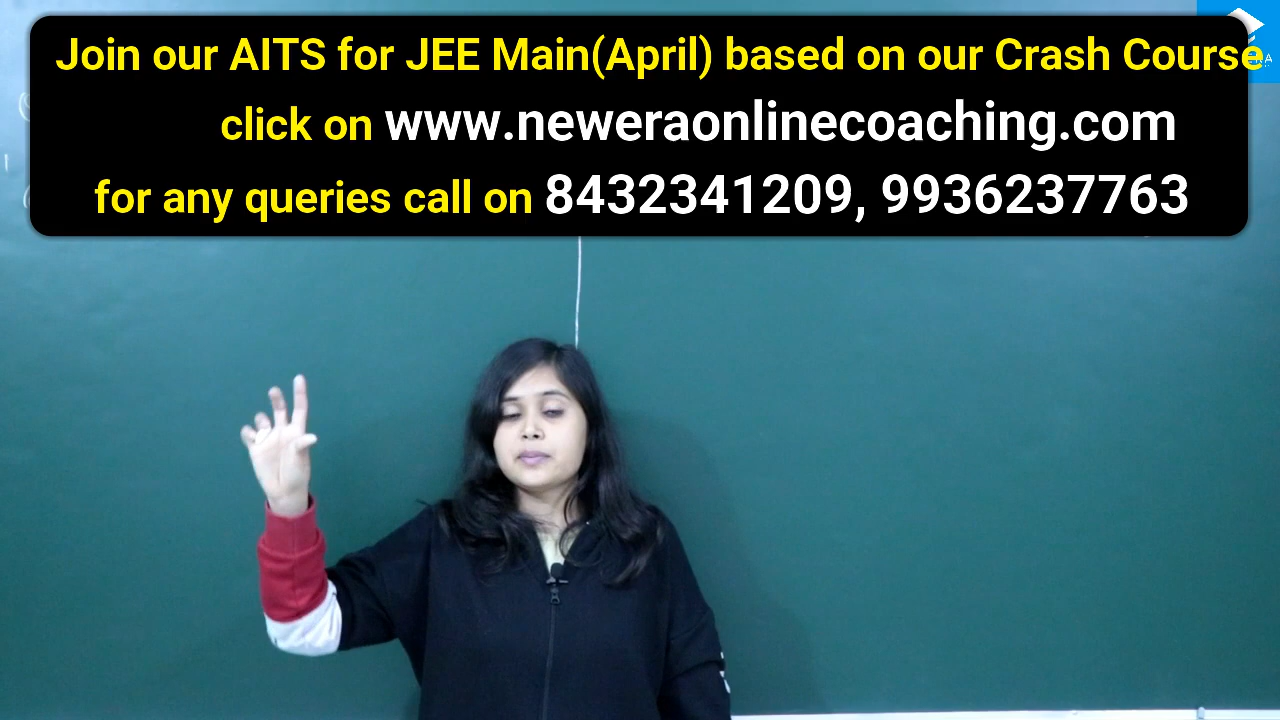 Join our AITS for JEE Main(April) based on our Crash Course
click on www.neweraonlinecoaching.com
for any queries call on 8432341209, 9936237763